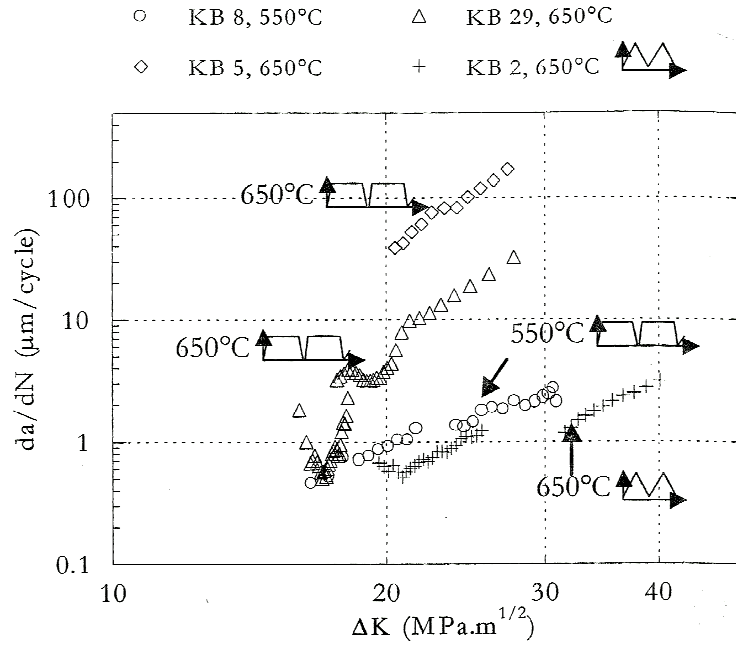 KB 8, 550°C
KB 29, 650°C
KB 5, 650°C
KB 2, 650°C
da/dN (μm/cycle)
100
10
1
0.1
650°C
650°C
550°C
650°C
10
20
30
40
ΔK (MPa.m^1/2)